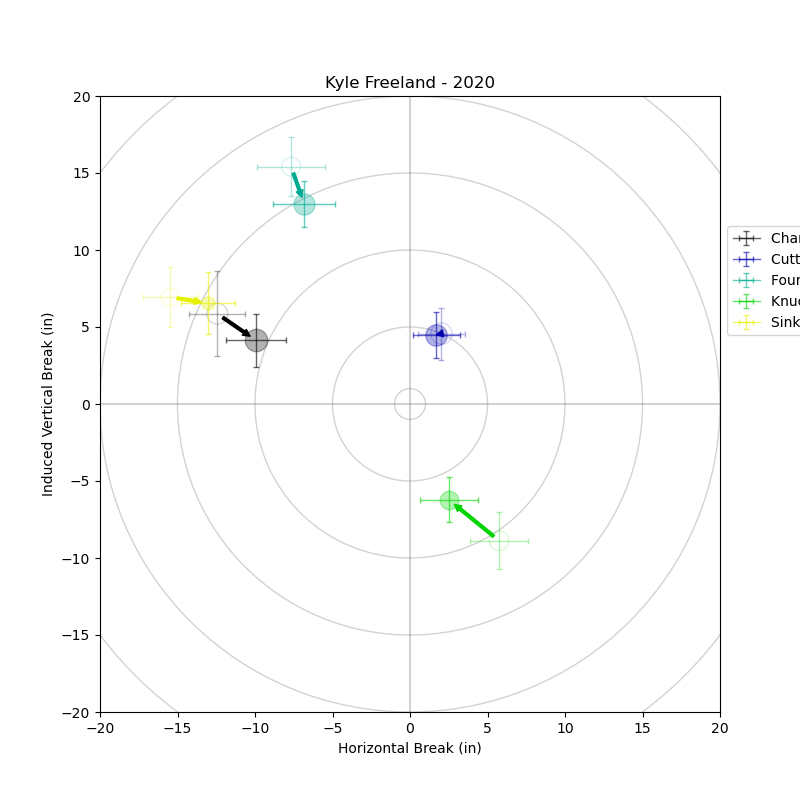 Kyle Freeland - 2020
20
15
10
5
0
−5
−10
−15
−20
Induced Vertical Break (in)
−20 −15 −10 −5 0 5 10 15 20
Horizontal Break (in)
Char
Cutt
Four
Knuc
Sink